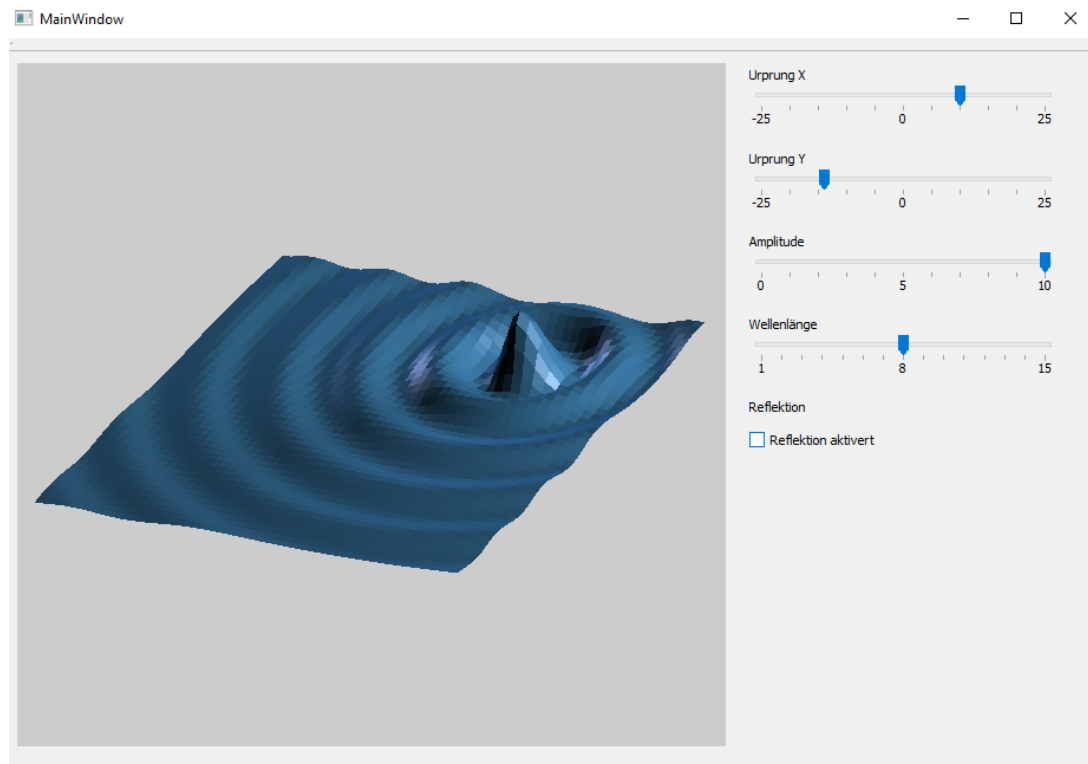 MainWindow
Urprung X
-25 0 25
Urprung Y
-25 0 25
Amplitude
0 5 10
Wellenlänge
1 8 15
Reflektion
Reflektion aktivert